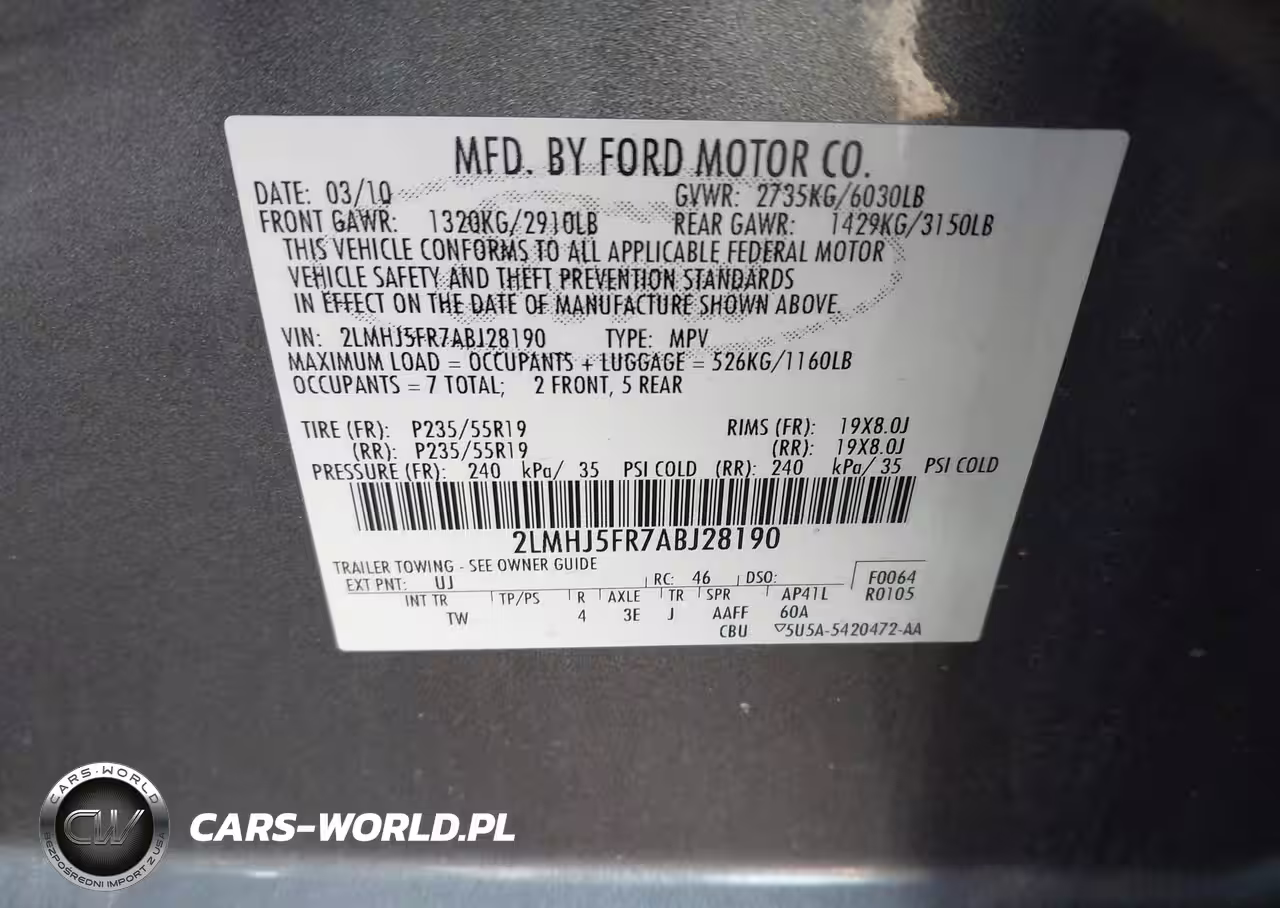 MFD. BY FORD MOTOR CO.
DATE: 03/10 GVWR: 2735KG/6030LB
FRONT GAWR: 1320KG/2910LB REAR GAWR: 1429KG/3150LB
THIS VEHICLE CONFORMS TO ALL APPLICABLE FEDERAL MOTOR
VEHICLE SAFETY AND THEFT PREVENTION STANDARDS
IN EFFECT ON THE DATE OF MANUFACTURE SHOWN ABOVE.
VIN: 2LMHJ5FR7ABJ28190 TYPE: MPV
MAXIMUM LOAD = OCCUPANTS + LUGGAGE = 526KG/1160LB
OCCUPANTS = 7 TOTAL; 2 FRONT, 5 REAR
TIRE (FR): P235/55R19 RIMS (FR): 19X8.0J
(RR): P235/55R19 (RR): 19X8.0J
PRESSURE (FR): 240 kPa/ 35 PSI COLD (RR): 240 kPa/ 35 PSI COLD
2LMHJ5FR7ABJ28190
TRAILER TOWING - SEE OWNER GUIDE
EXT PNT: UJ RC: 46 DSO: F0064
R0105
INT TR TP/PS R AXLE TR SPR AP41L
TW 4 3E J AAFF 60A
CBU ▽5U5A-5420472-AA
CARS-WORLD
CW
BEZPOŚREDNI IMPORT Z USA
CARS-WORLD.PL